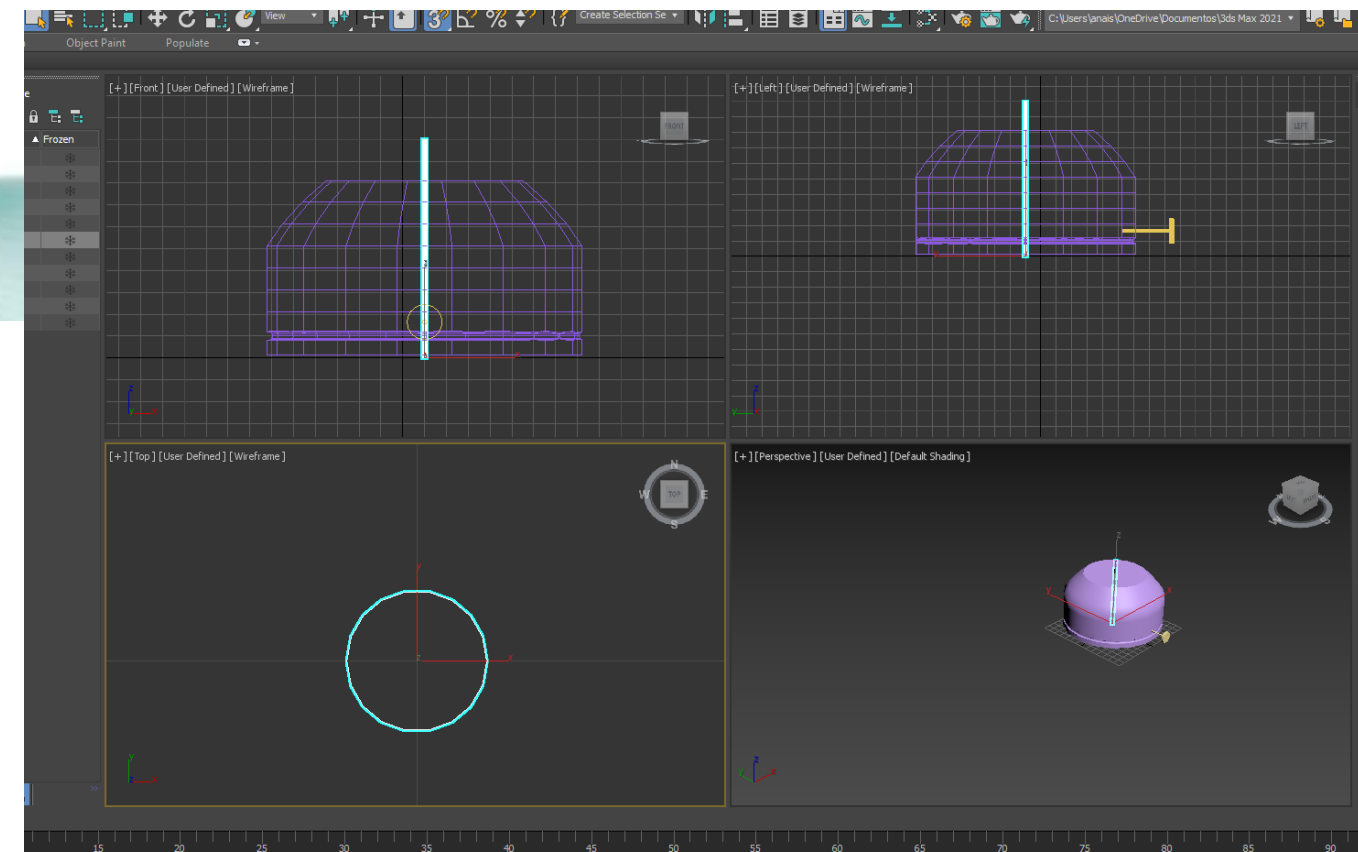 View
Create Selection Se
C:\Users\anais\OneDrive\Documentos\3ds Max 2021
Object Paint
Populate
e
▲ Frozen
[+] [Front] [User Defined] [Wireframe]
FRONT
z
x
z
y
[+] [Left] [User Defined] [Wireframe]
LEFT
z
y
[+] [Top] [User Defined] [Wireframe]
N
W
TOP
E
S
y
z
x
y
z
[+] [Perspective] [User Defined] [Default Shading]
z
y
x
z
y
x
15 20 25 30 35 40 45 50 55 60 65 70 75 80 85 90